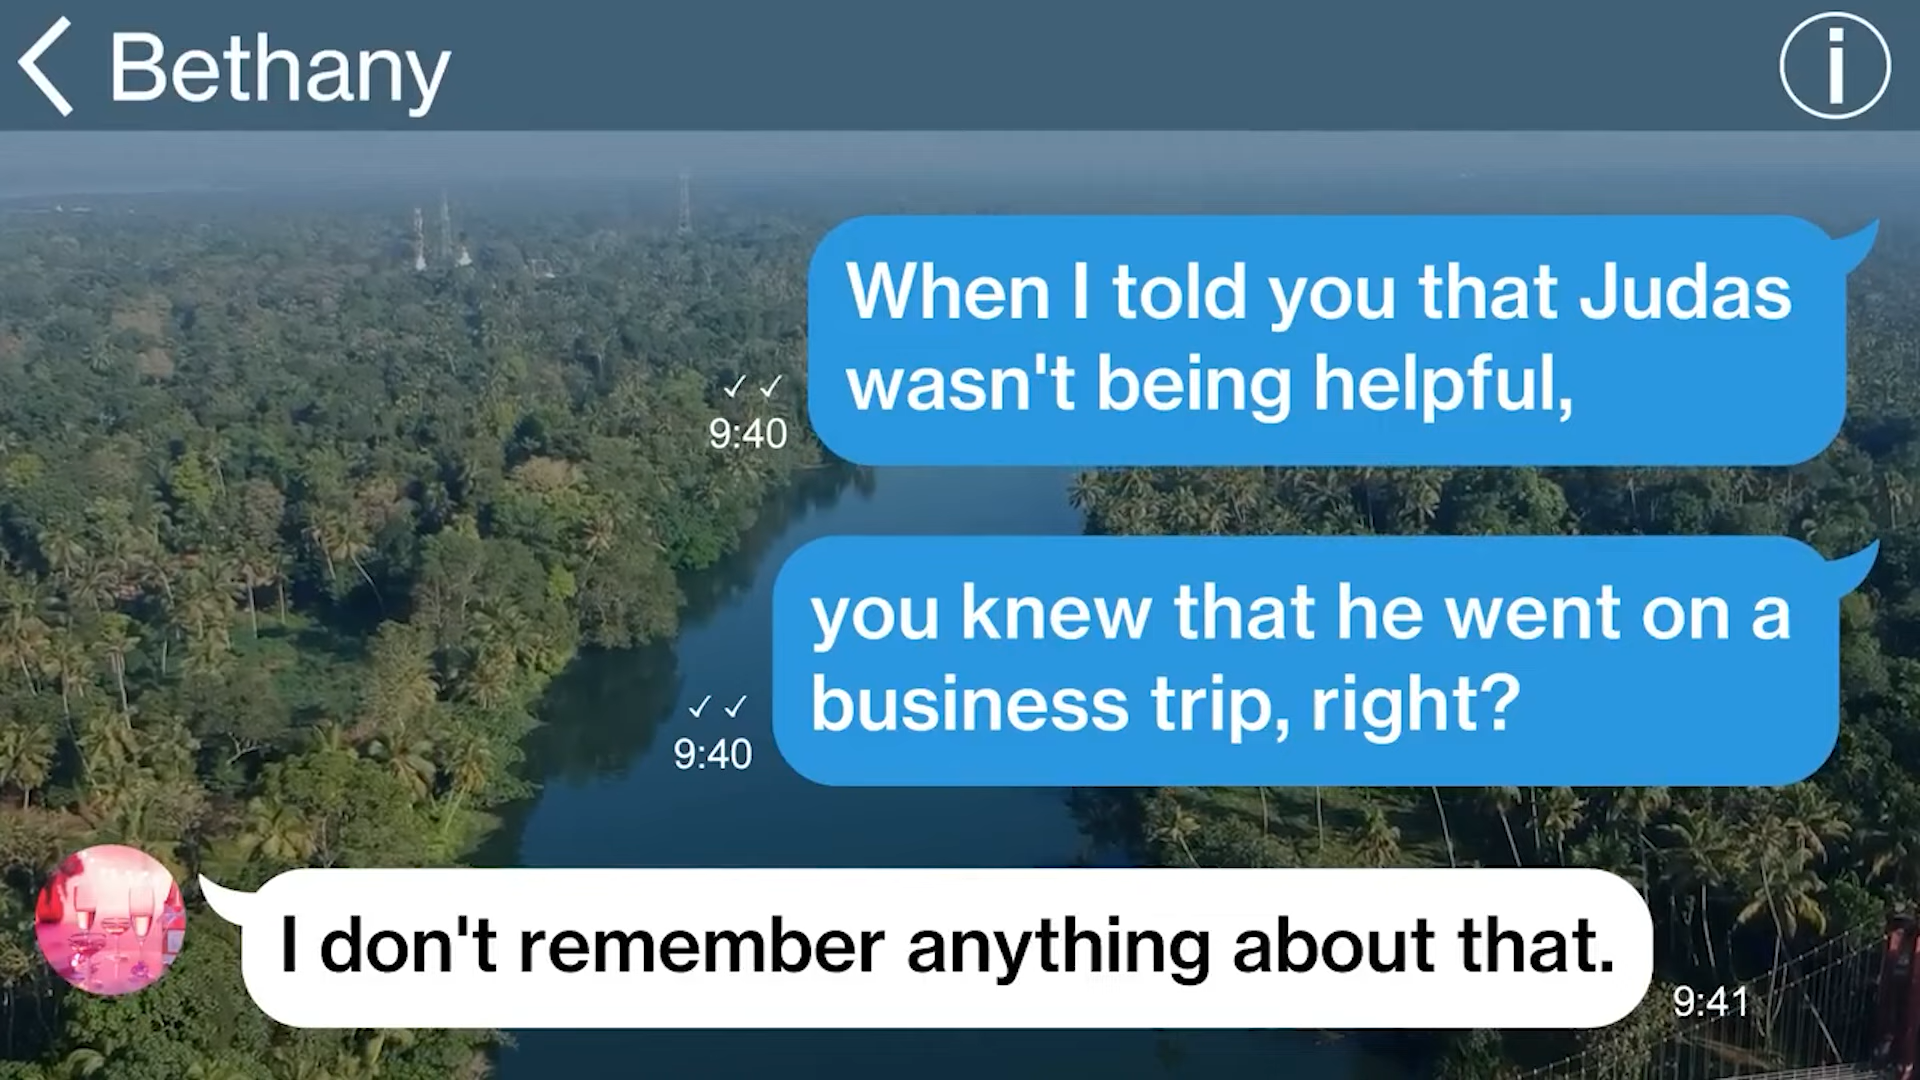 Bethany
i
When I told you that Judas
wasn't being helpful,
✓✓
9:40
you knew that he went on a
business trip, right?
✓✓
9:40
I don't remember anything about that.
9:41